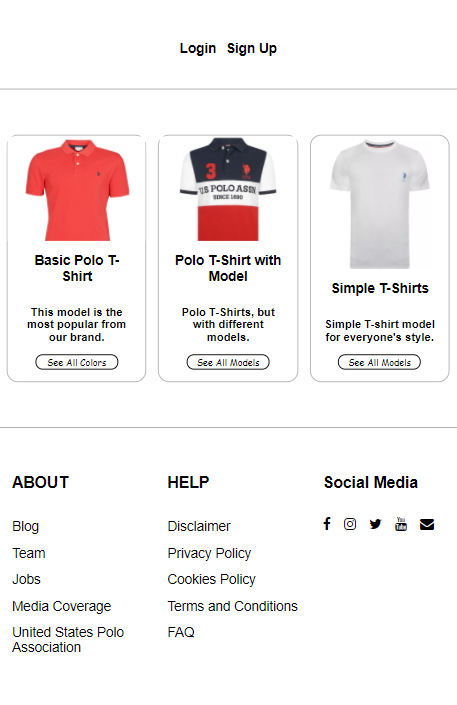 Login Sign Up
3
U.S POLO ASSN
SINCE 1890
Basic Polo T-
Shirt
Polo T-Shirt with
Model
Simple T-Shirts
This model is the
most popular from
our brand.
Polo T-Shirts, but
with different
models.
Simple T-shirt model
for everyone's style.
See All Colors
See All Models
See All Models
ABOUT
HELP
Social Media
Blog
Team
Jobs
Media Coverage
United States Polo
Association
Disclaimer
Privacy Policy
Cookies Policy
Terms and Conditions
FAQ
You
Tube